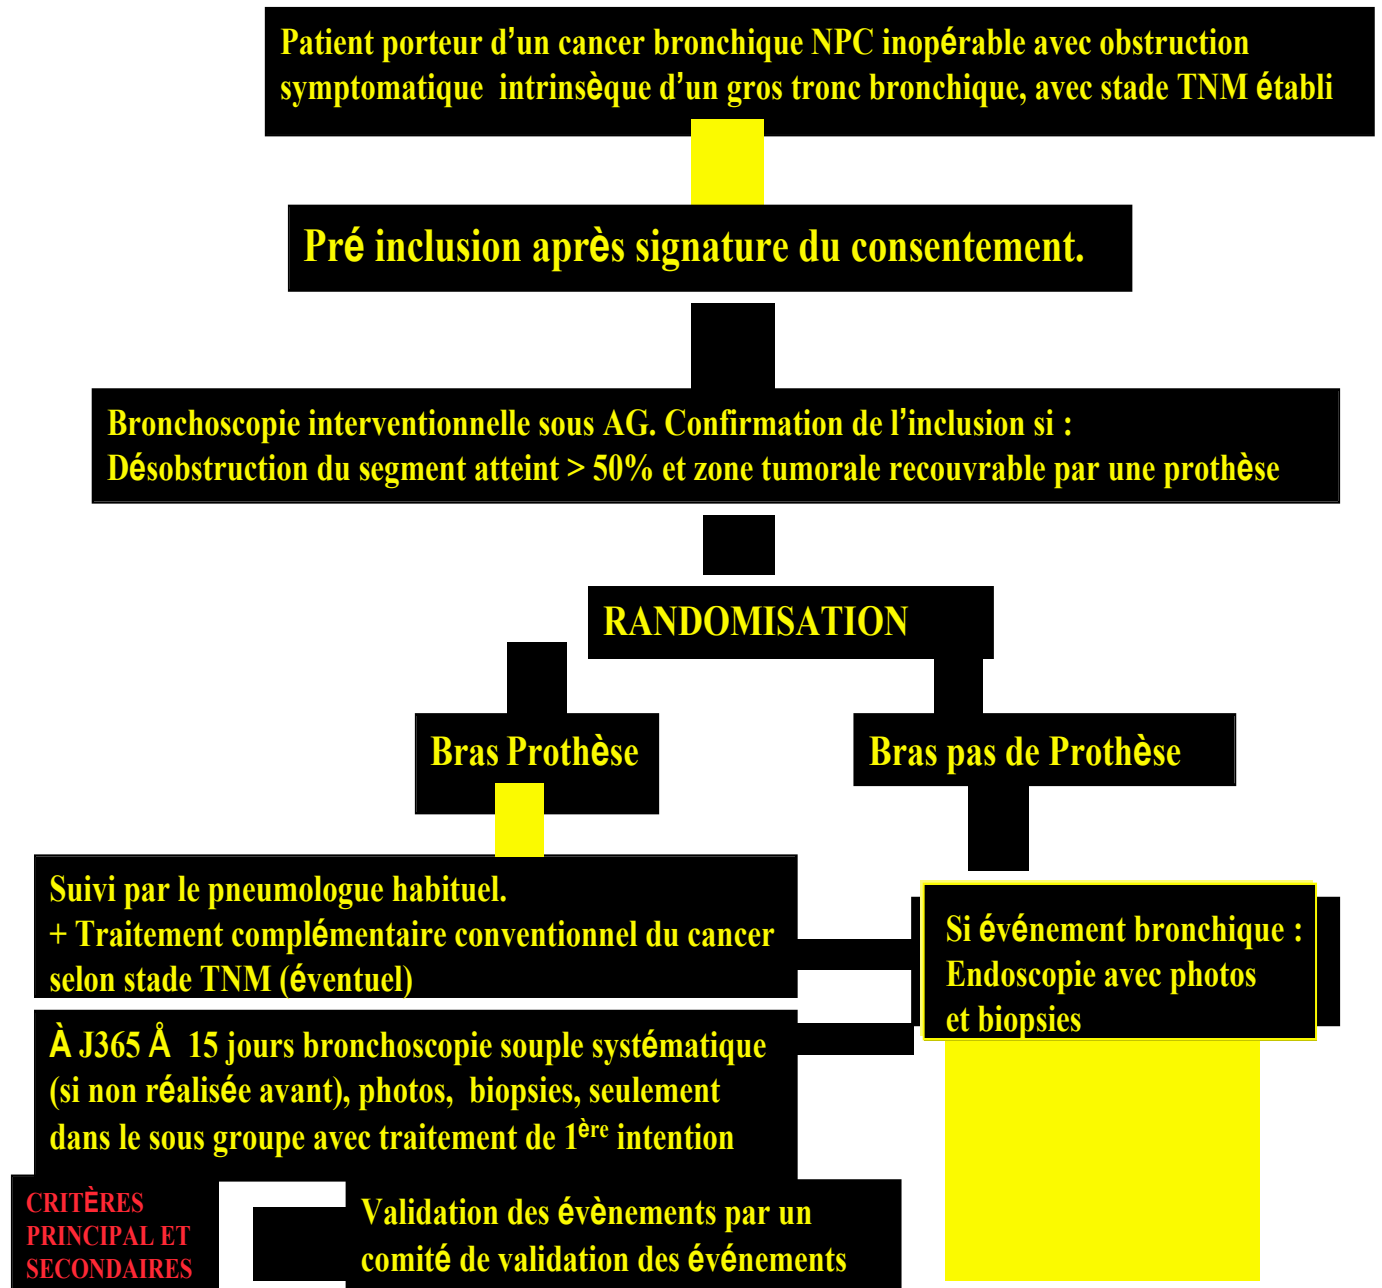 Patient porteur d’un cancer bronchique NPC inopérable avec obstruction
symptomatique intrinsèque d’un gros tronc bronchique, avec stade TNM établi
Pré inclusion après signature du consentement.
Bronchoscopie interventionnelle sous AG. Confirmation de l’inclusion si :
Désobstruction du segment atteint > 50% et zone tumorale recouvrable par une prothèse
RANDOMISATION
Bras Prothèse
Bras pas de Prothèse
Suivi par le pneumologue habituel.
+ Traitement complémentaire conventionnel du cancer
selon stade TNM (éventuel)
Si événement bronchique :
Endoscopie avec photos
et biopsies
À J365 Å 15 jours bronchoscopie souple systématique
(si non réalisée avant), photos, biopsies, seulement
dans le sous groupe avec traitement de 1ère intention
CRITÈRES
PRINCIPAL ET
SECONDAIRES
Validation des évènements par un
comité de validation des événements